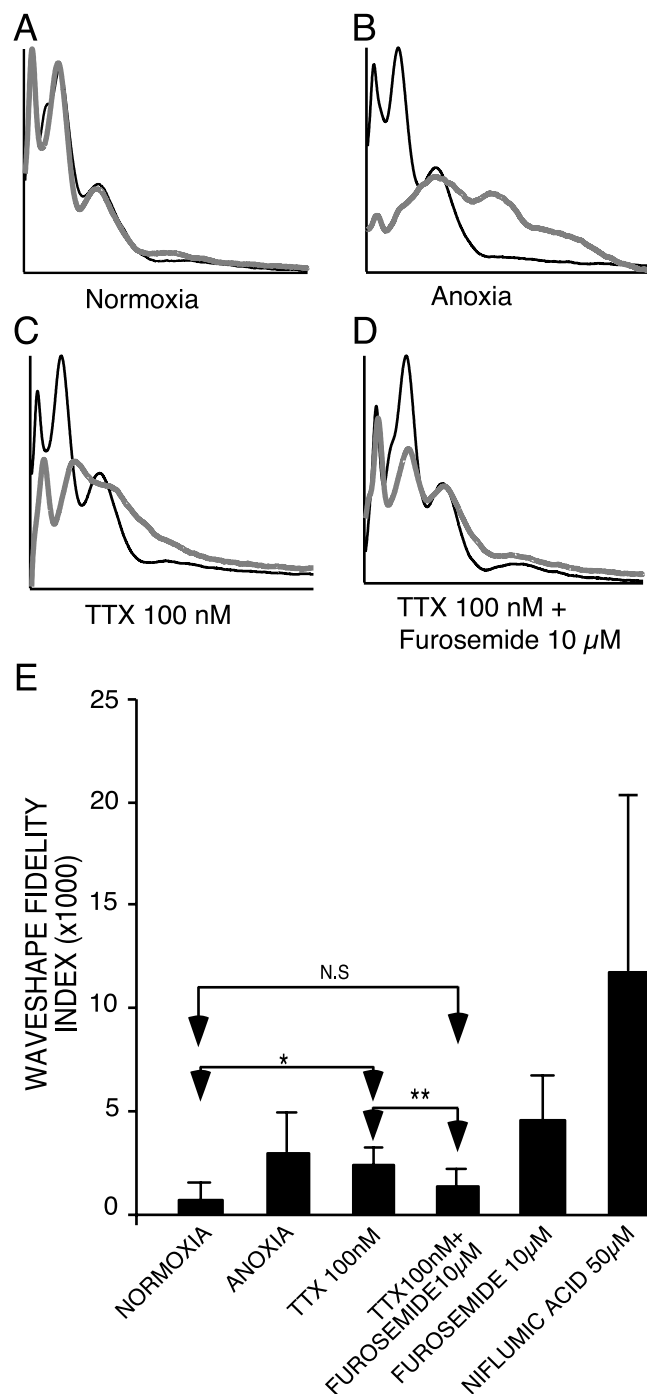 A
B
Normoxia
Anoxia
C
D
TTX 100 nM
TTX 100 nM +
Furosemide 10 µM
E
WAVESHAPE FIDELITY
INDEX (x1000)
25
20
15
10
5
0
N.S
*
**
NORMOXIA
ANOXIA
TTX 100nM
TTX100nM+
FUROSEMIDE10µM
FUROSEMIDE 10µM
NIFLUMIC ACID 50µM